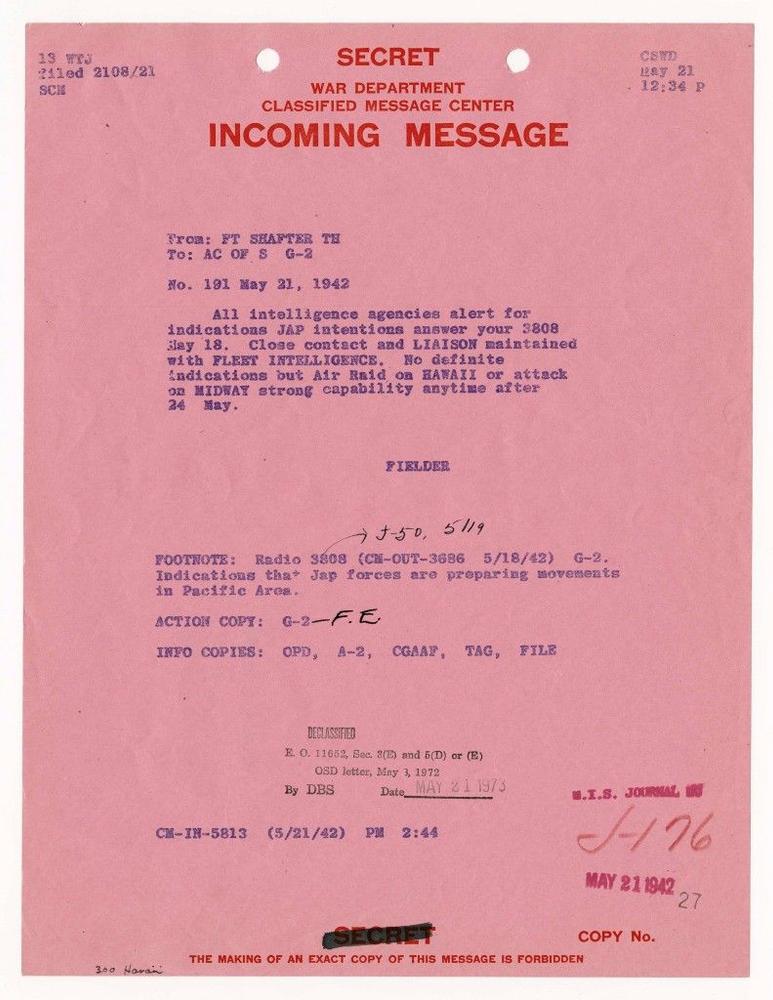 13 WTJ
filed 2108/21
SCM
SECRET
CSWD
May 21
12:34 P
WAR DEPARTMENT
CLASSIFIED MESSAGE CENTER
INCOMING MESSAGE
From: FT SHAFTER TH
To: AC OF S G-2
No. 191 May 21, 1942
All intelligence agencies alert for
indications JAP intentions answer your 3808
May 18. Close contact and LIAISON maintained
with FLEET INTELLIGENCE. No definite
indications but Air Raid on HAWAII or attack
on MIDWAY strong capability anytime after
24 May.
FIELDER
J-50, 5/19
FOOTNOTE: Radio 3808 (CM-OUT-3686 5/18/42) G-2.
Indications that Jap forces are preparing movements
in Pacific Area.
ACTION COPY: G-2-F.E
INFO COPIES: OPD, A-2, CGAAF, TAG, FILE
DECLASSIFIED
E. O. 11652, Sec. 3(E) and 5(D) or (E)
OSD letter, May 3, 1972
By DBS Date MAY 21 1973
M.I.S. JOURNAL
CM-IN-5813 (5/21/42) PM 2:44
J-176
MAY 21 1942
27
SECRET
COPY No.
THE MAKING OF AN EXACT COPY OF THIS MESSAGE IS FORBIDDEN
300 Hawaii